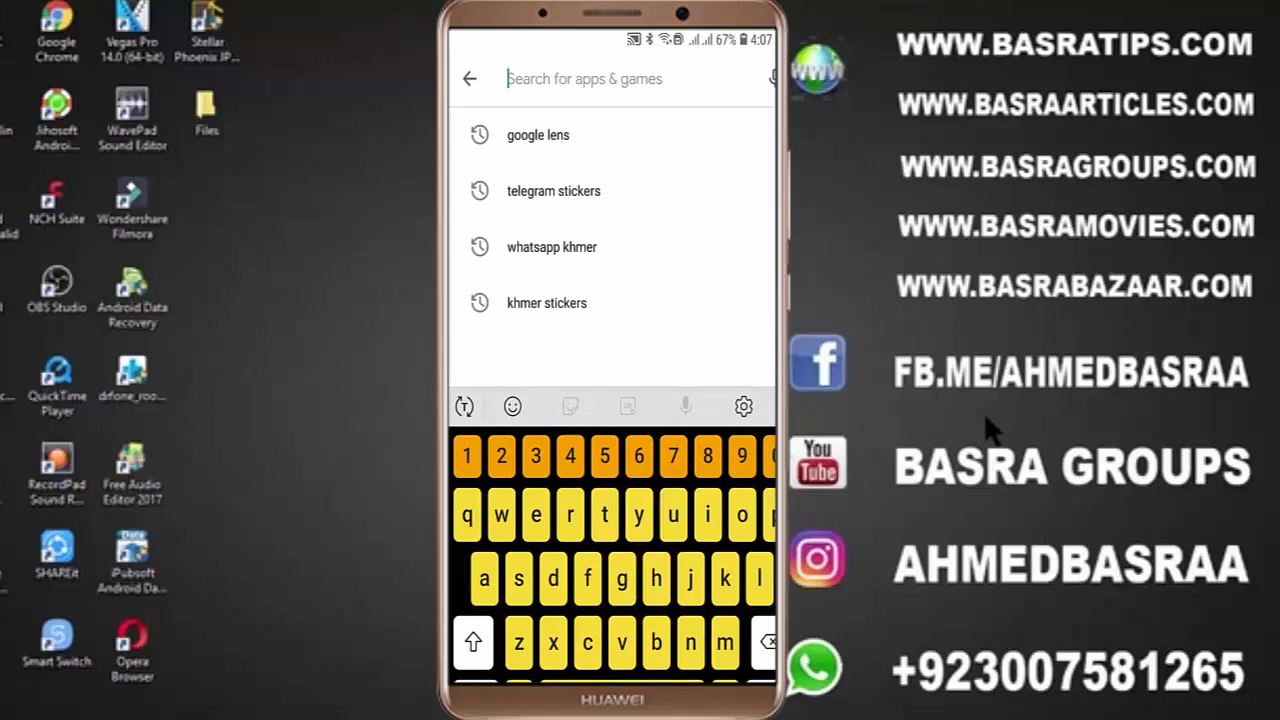 Google
Chrome
Vegas Pro
14.0 (64-bit)
Stellar
Phoenix JP...
Jihosoft
Androi...
WavePad
Sound Editor
Files
NCH Suite
Wondershare
Filmora
OBS Studio
Android Data
Recovery
QuickTime
Player
drfone_roo...
RecordPad
Sound R...
Free Audio
Editor 2017
SHAREit
iPubsoft
Android Da...
Smart Switch
Opera
Browser
67% 4:07
Search for apps & games
google lens
telegram stickers
whatsapp khmer
khmer stickers
1 2 3 4 5 6 7 8 9
q w e r t y u i o p
a s d f g h j k l
z x c v b n m
HUAWEI
WWW
WWW.BASRATIPS.COM
WWW.BASRAARTICLES.COM
WWW.BASRAGROUPS.COM
WWW.BASRAMOVIES.COM
WWW.BASRABAZAAR.COM
f
FB.ME/AHMEDBASRAA
You
Tube
BASRA GROUPS
AHMEDBASRAA
+923007581265